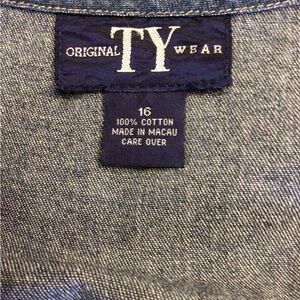 ORIGINAL TY WEAR
16
100% COTTON
MADE IN MACAU
CARE OVER